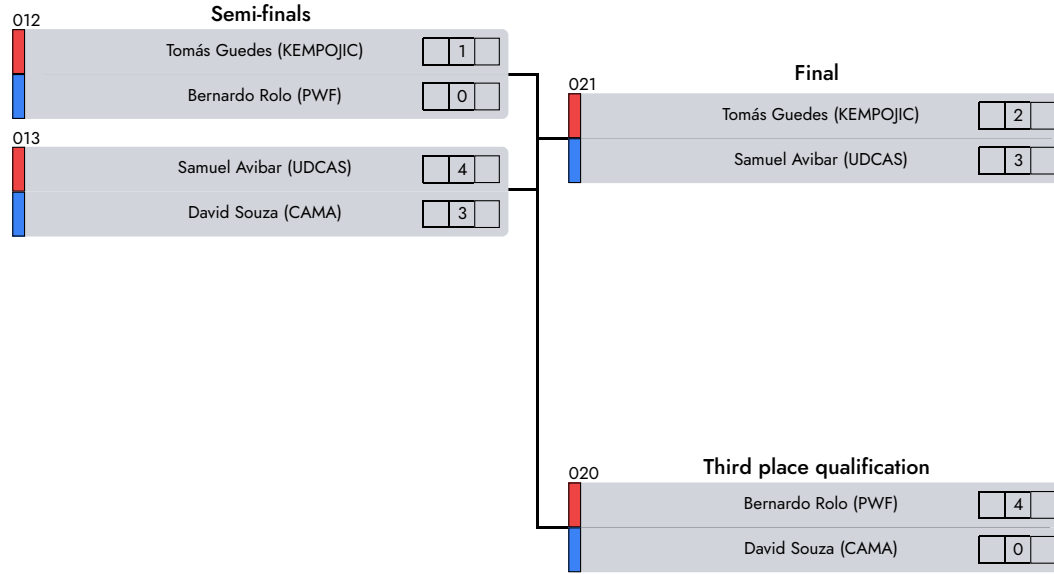 Semi-finals
012
Tomás Guedes (KEMPOJIC) 1
Bernardo Rolo (PWF) 0
013
Samuel Avibar (UDCAS) 4
David Souza (CAMA) 3
Final
021
Tomás Guedes (KEMPOJIC) 2
Samuel Avibar (UDCAS) 3
Third place qualification
020
Bernardo Rolo (PWF) 4
David Souza (CAMA) 0